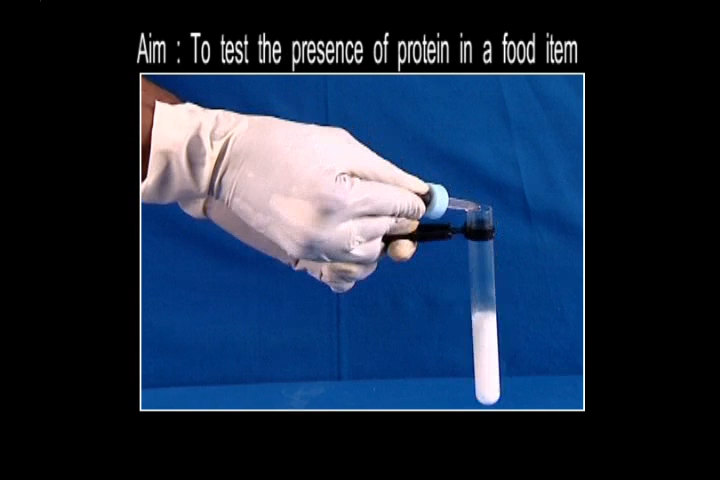 Aim : To test the presence of protein in a food item